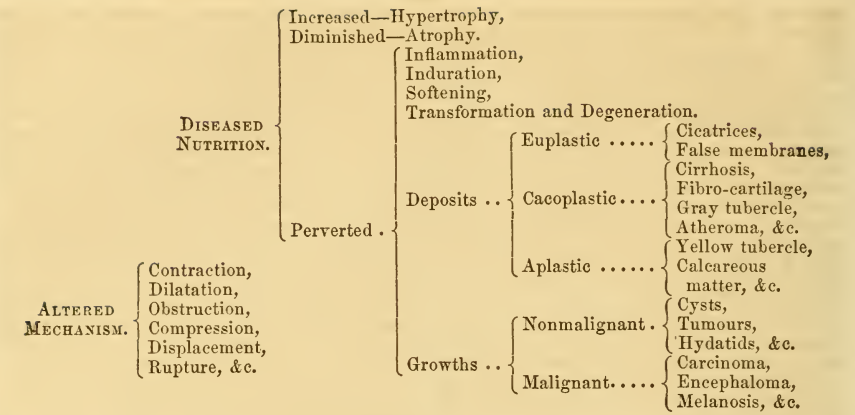 Increased—Hypertrophy,
Diminished—Atrophy.
Inflammation,
Induration,
Softening,
Transformation and Degeneration.
DISEASED
NUTRITION.
Perverted .
Deposits ..
Euplastic .....
Cicatrices,
False membranes,
Cacoplastic....
Cirrhosis,
Fibro-cartilage,
Gray tubercle,
Atheroma, &c.
Aplastic ......
Yellow tubercle,
Calcareous
matter, &c.
Growths ..
Nonmalignant .
Cysts,
Tumours,
Hydatids, &c.
Malignant.....
Carcinoma,
Encephaloma,
Melanosis, &c.
ALTERED
MECHANISM.
Contraction,
Dilatation,
Obstruction,
Compression,
Displacement,
Rupture, &c.